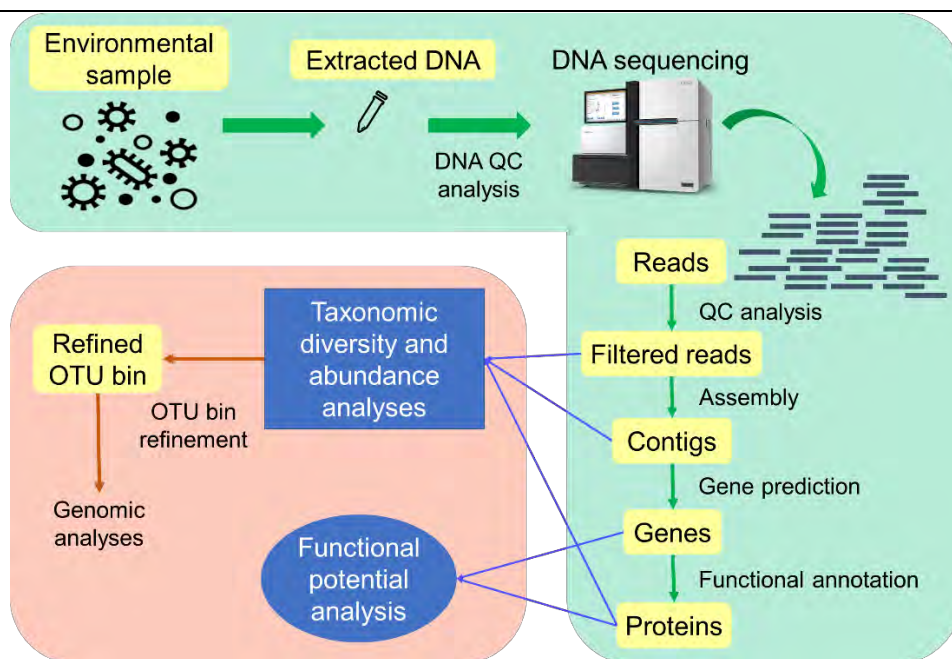 Environmental
sample
Extracted DNA
DNA sequencing
DNA QC
analysis
Reads
QC analysis
Filtered reads
Assembly
Contigs
Gene prediction
Genes
Functional annotation
Proteins
Taxonomic
diversity and
abundance
analyses
Refined
OTU bin
OTU bin
refinement
Genomic
analyses
Functional
potential
analysis